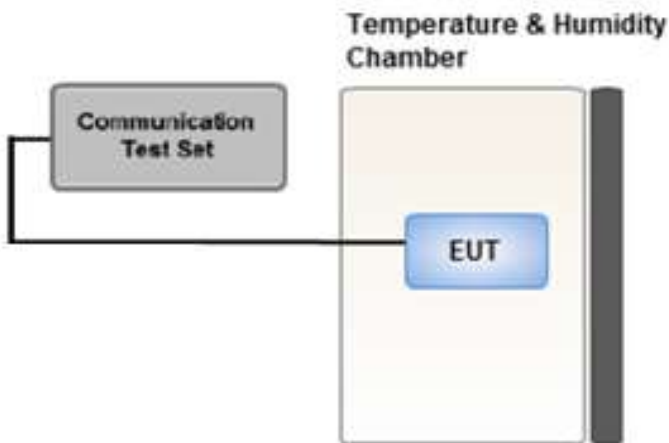 Temperature & Humidity
Chamber
Communication
Test Set
EUT